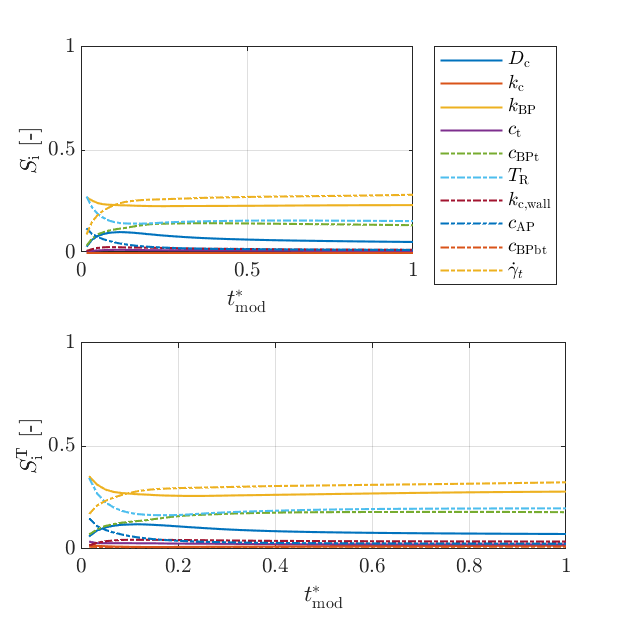 1
0.5
0
S_i [-]
0 0.5 1
t*_mod
D_c
k_c
k_BP
c_t
c_BPt
T_R
k_c,wall
c_AP
c_BPbt
γ̇_t
1
0.5
0
S_i^T [-]
0 0.2 0.4 0.6 0.8 1
t*_mod